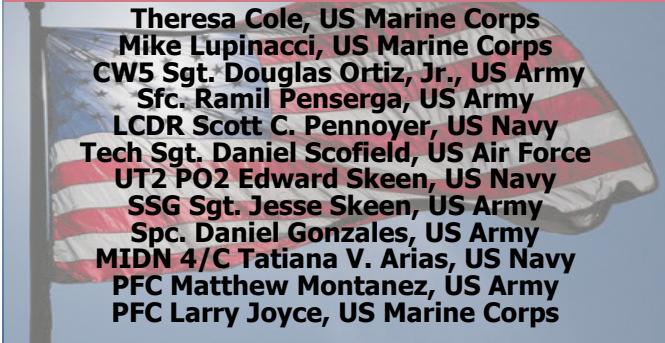 Theresa Cole, US Marine Corps
Mike Lupinacci, US Marine Corps
CW5 Sgt. Douglas Ortiz, Jr., US Army
Sfc. Ramil Penserga, US Army
LCDR Scott C. Pennoyer, US Navy
Tech Sgt. Daniel Scofield, US Air Force
UT2 PO2 Edward Skeen, US Navy
SSG Sgt. Jesse Skeen, US Army
Spc. Daniel Gonzales, US Army
MIDN 4/C Tatiana V. Arias, US Navy
PFC Matthew Montanez, US Army
PFC Larry Joyce, US Marine Corps